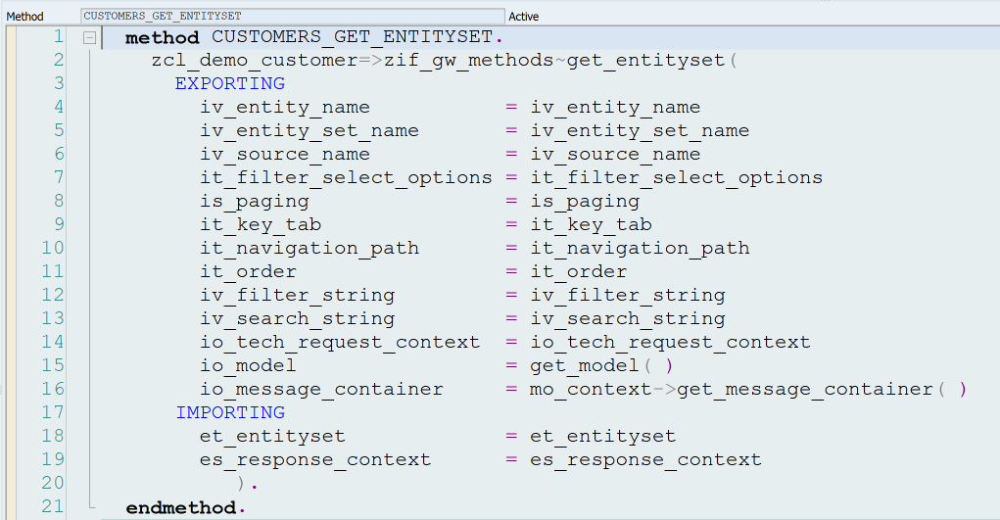 Method CUSTOMERS_GET_ENTITYSET Active
1 method CUSTOMERS_GET_ENTITYSET.
2 zcl_demo_customer=>zif_gw_methods~get_entityset(
3 EXPORTING
4 iv_entity_name = iv_entity_name
5 iv_entity_set_name = iv_entity_set_name
6 iv_source_name = iv_source_name
7 it_filter_select_options = it_filter_select_options
8 is_paging = is_paging
9 it_key_tab = it_key_tab
10 it_navigation_path = it_navigation_path
11 it_order = it_order
12 iv_filter_string = iv_filter_string
13 iv_search_string = iv_search_string
14 io_tech_request_context = io_tech_request_context
15 io_model = get_model( )
16 io_message_container = mo_context->get_message_container( )
17 IMPORTING
18 et_entityset = et_entityset
19 es_response_context = es_response_context
20 ).
21 endmethod.